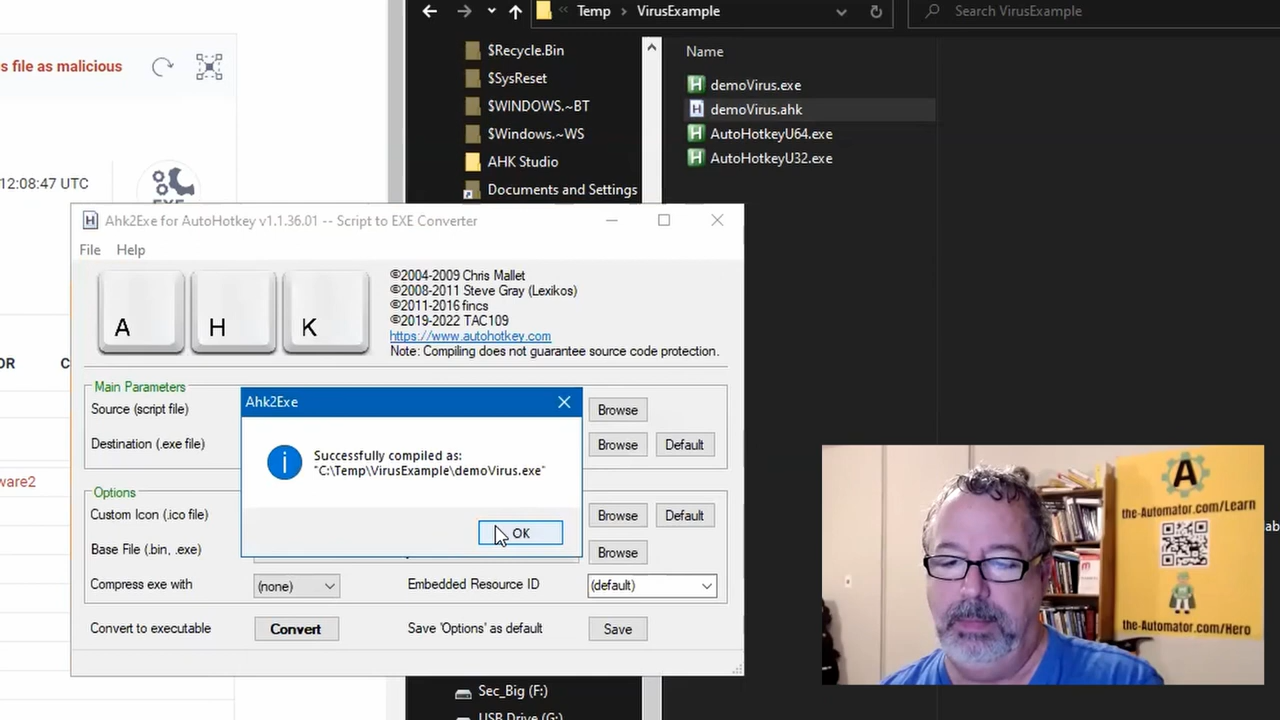 s file as malicious
12:08:47 UTC
EXE
OR
C
ware2
Temp
VirusExample
Search VirusExample
$Recycle.Bin
$SysReset
$WINDOWS.~BT
$Windows.~WS
AHK Studio
Documents and Settings
Name
demoVirus.exe
demoVirus.ahk
AutoHotkeyU64.exe
AutoHotkeyU32.exe
Ahk2Exe for AutoHotkey v1.1.36.01 -- Script to EXE Converter
File Help
A H K
©2004-2009 Chris Mallet
©2008-2011 Steve Gray (Lexikos)
©2011-2016 fincs
©2019-2022 TAC109
https://www.autohotkey.com
Note: Compiling does not guarantee source code protection.
Main Parameters
Source (script file)
Browse
Destination (.exe file)
Browse
Default
Ahk2Exe
Successfully compiled as:
"C:\Temp\VirusExample\demoVirus.exe"
OK
Options
Custom Icon (.ico file)
Browse
Default
Base File (.bin, .exe)
Browse
Compress exe with
(none)
Embedded Resource ID
(default)
Convert to executable
Convert
Save 'Options' as default
Save
Sec_Big (F:)
USB Drive (G:)
A
the-Automator.com/Learn
the-Automator.com/Hero
lab